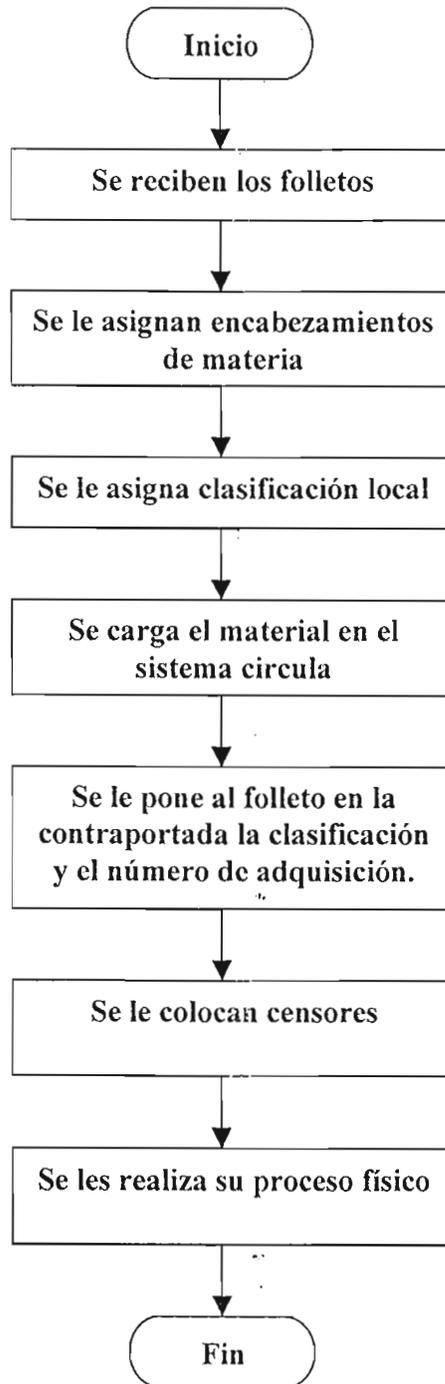 Inicio
Se reciben los folletos
Se le asignan encabezamientos
de materia
Se le asigna clasificación local
Se carga el material en el
sistema circula
Se le pone al folleto en la
contraportada la clasificación
y el número de adquisición.
Se le colocan censores
Se les realiza su proceso físico
Fin